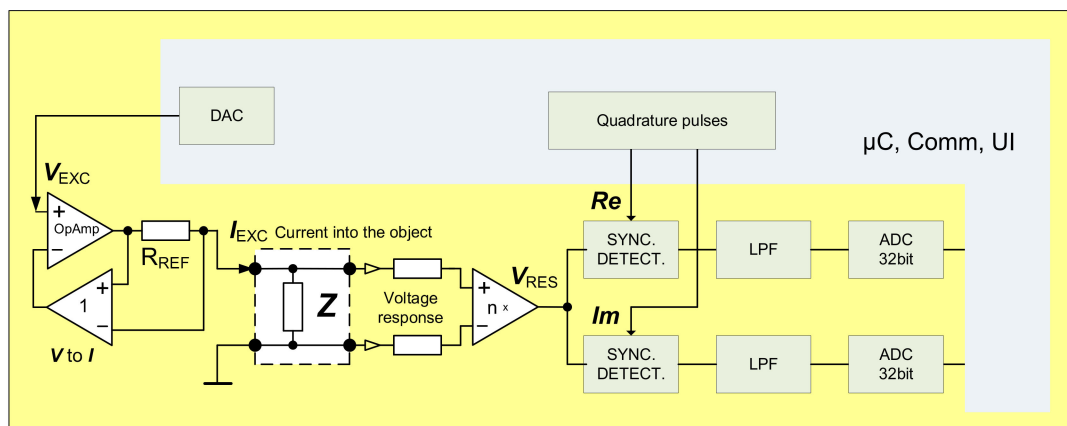 DAC
Quadrature pulses
µC, Comm, UI
VEXC
+
OpAmp
−
RREF
1
+
−
V to I
IEXC
Current into the object
Z
Voltage
response
+
n x
−
VRES
Re
SYNC.
DETECT.
LPF
ADC
32bit
Im
SYNC.
DETECT.
LPF
ADC
32bit